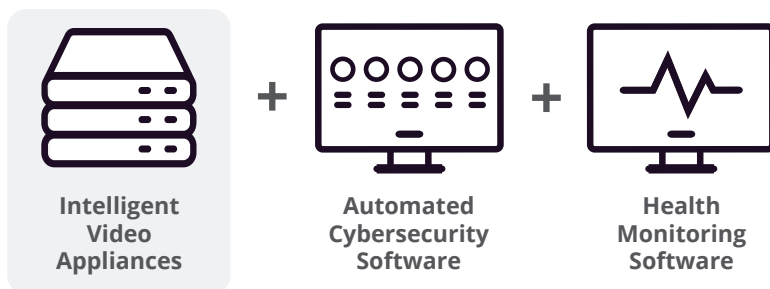 +
+
Intelligent
Video
Appliances
Automated
Cybersecurity
Software
Health
Monitoring
Software